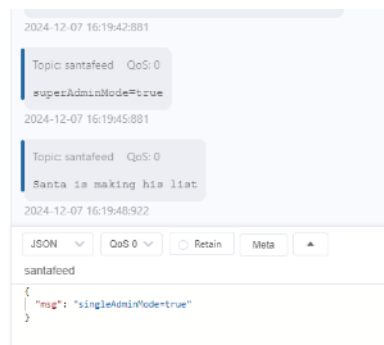 2024-12-07 16:19:42:881
Topic: santafeed QoS: 0
superAdminMode=true
2024-12-07 16:19:45:881
Topic: santafeed QoS: 0
Santa is making his list
2024-12-07 16:19:48:922
JSON QoS 0 Retain Meta
santafeed
{
"msg": "singleAdminMode=true"
}